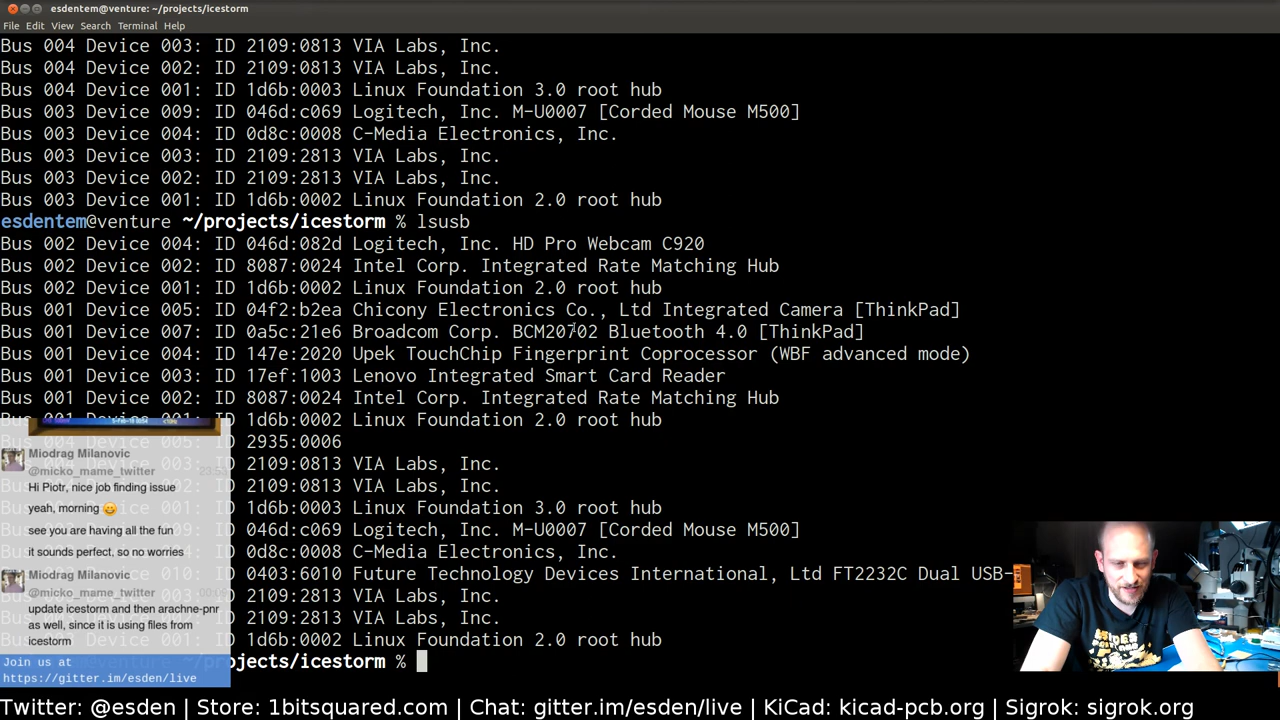 esdentem@venture: ~/projects/icestorm
File Edit View Search Terminal Help
Bus 004 Device 003: ID 2109:0813 VIA Labs, Inc.
Bus 004 Device 002: ID 2109:0813 VIA Labs, Inc.
Bus 004 Device 001: ID 1d6b:0003 Linux Foundation 3.0 root hub
Bus 003 Device 009: ID 046d:c069 Logitech, Inc. M-U0007 [Corded Mouse M500]
Bus 003 Device 004: ID 0d8c:0008 C-Media Electronics, Inc.
Bus 003 Device 003: ID 2109:2813 VIA Labs, Inc.
Bus 003 Device 002: ID 2109:2813 VIA Labs, Inc.
Bus 003 Device 001: ID 1d6b:0002 Linux Foundation 2.0 root hub
esdentem@venture ~/projects/icestorm % lsusb
Bus 002 Device 004: ID 046d:082d Logitech, Inc. HD Pro Webcam C920
Bus 002 Device 002: ID 8087:0024 Intel Corp. Integrated Rate Matching Hub
Bus 002 Device 001: ID 1d6b:0002 Linux Foundation 2.0 root hub
Bus 001 Device 005: ID 04f2:b2ea Chicony Electronics Co., Ltd Integrated Camera [ThinkPad]
Bus 001 Device 007: ID 0a5c:21e6 Broadcom Corp. BCM20702 Bluetooth 4.0 [ThinkPad]
Bus 001 Device 004: ID 147e:2020 Upek TouchChip Fingerprint Coprocessor (WBF advanced mode)
Bus 001 Device 003: ID 17ef:1003 Lenovo Integrated Smart Card Reader
Bus 001 Device 002: ID 8087:0024 Intel Corp. Integrated Rate Matching Hub
Bus 001 Device 001: ID 1d6b:0002 Linux Foundation 2.0 root hub
ID 2935:0006
ID 2109:0813 VIA Labs, Inc.
ID 2109:0813 VIA Labs, Inc.
ID 1d6b:0003 Linux Foundation 3.0 root hub
ID 046d:c069 Logitech, Inc. M-U0007 [Corded Mouse M500]
ID 0d8c:0008 C-Media Electronics, Inc.
ID 0403:6010 Future Technology Devices International, Ltd FT2232C Dual USB-
ID 2109:2813 VIA Labs, Inc.
ID 2109:2813 VIA Labs, Inc.
ID 1d6b:0002 Linux Foundation 2.0 root hub
~/projects/icestorm %
Miodrag Milanovic
@micko_mame_twitter
Hi Piotr, nice job finding issue
yeah, morning 😊
see you are having all the fun
it sounds perfect, so no worries
Miodrag Milanovic
@micko_mame_twitter
update icestorm and then arachne-pnr
as well, since it is using files from
icestorm
Join us at
https://gitter.im/esden/live
Twitter: @esden | Store: 1bitsquared.com | Chat: gitter.im/esden/live | KiCad: kicad-pcb.org | Sigrok: sigrok.org